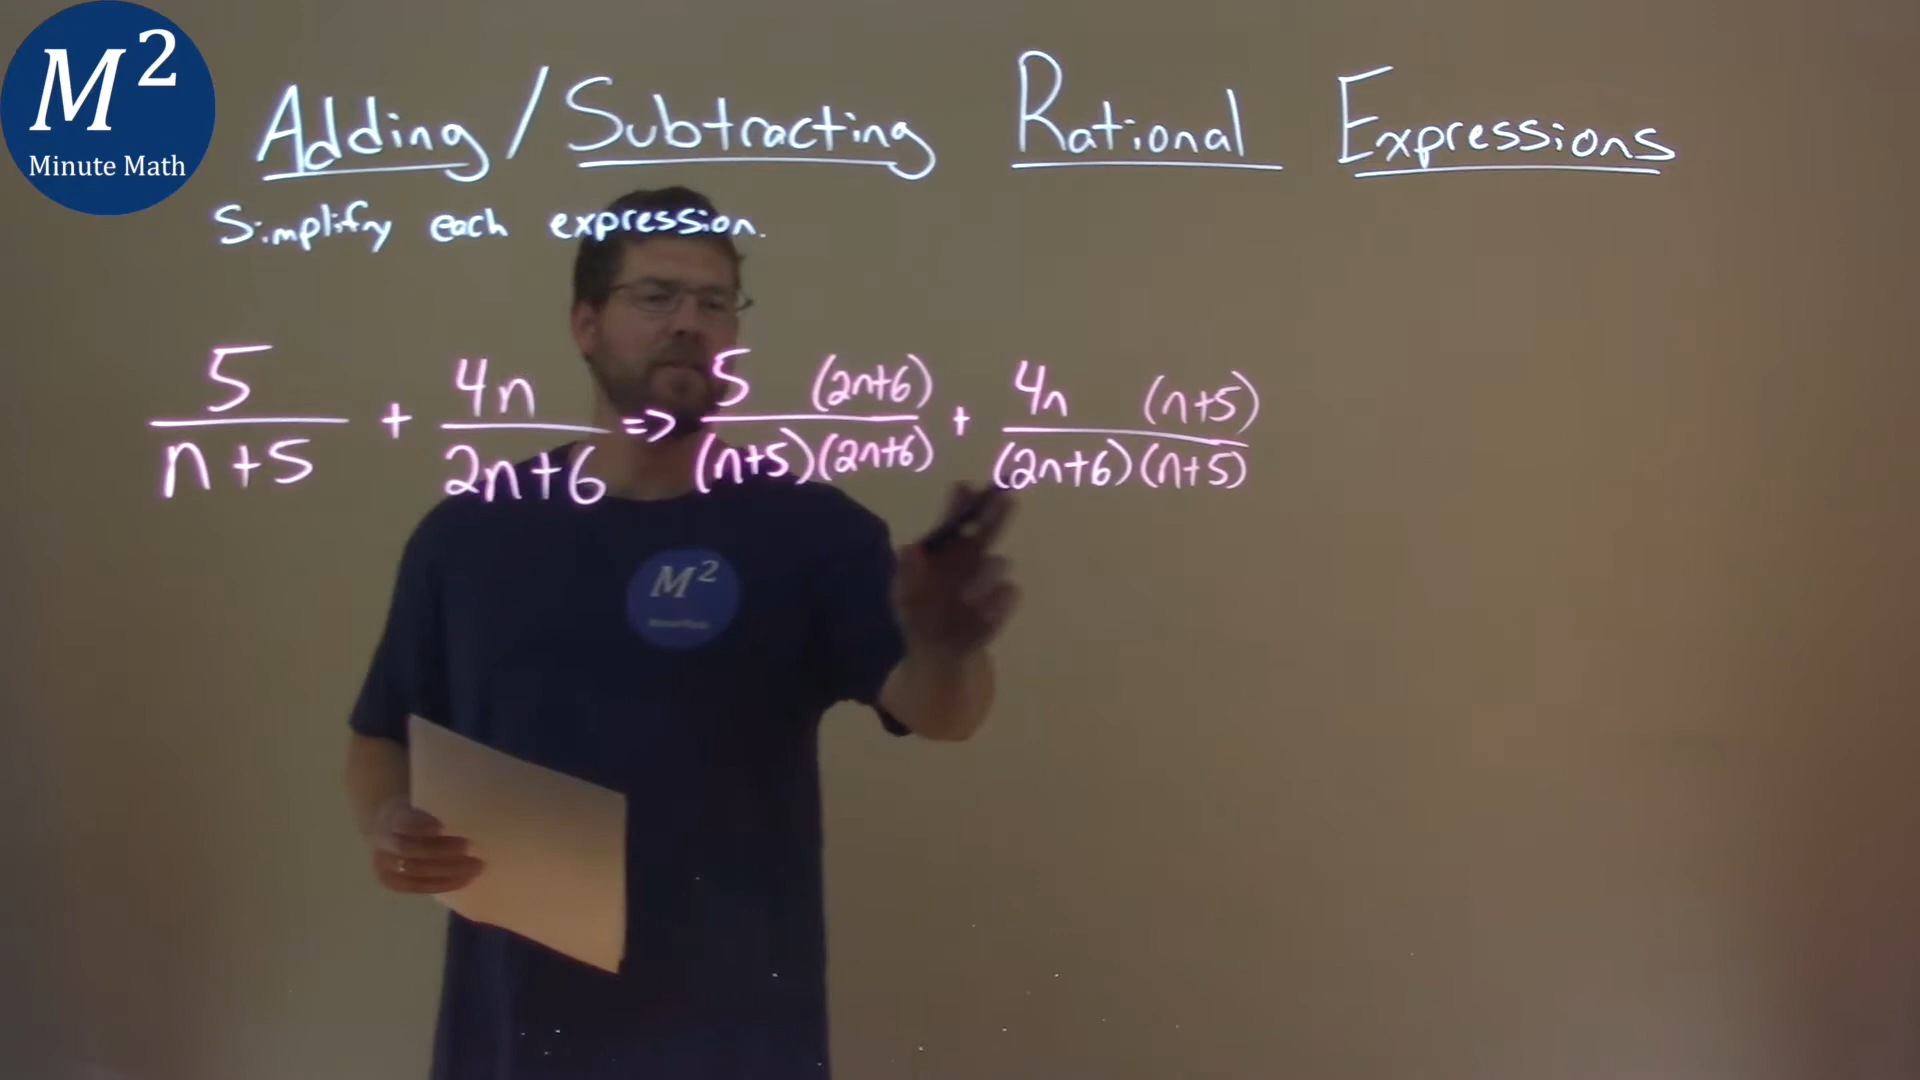 M²
Minute Math
Adding/Subtracting Rational Expressions
Simplify each expression.
5/(n+5) + 4n/(2n+6) => 5 (2n+6)/(n+5)(2n+6) + 4n (n+5)/(2n+6)(n+5)
M²